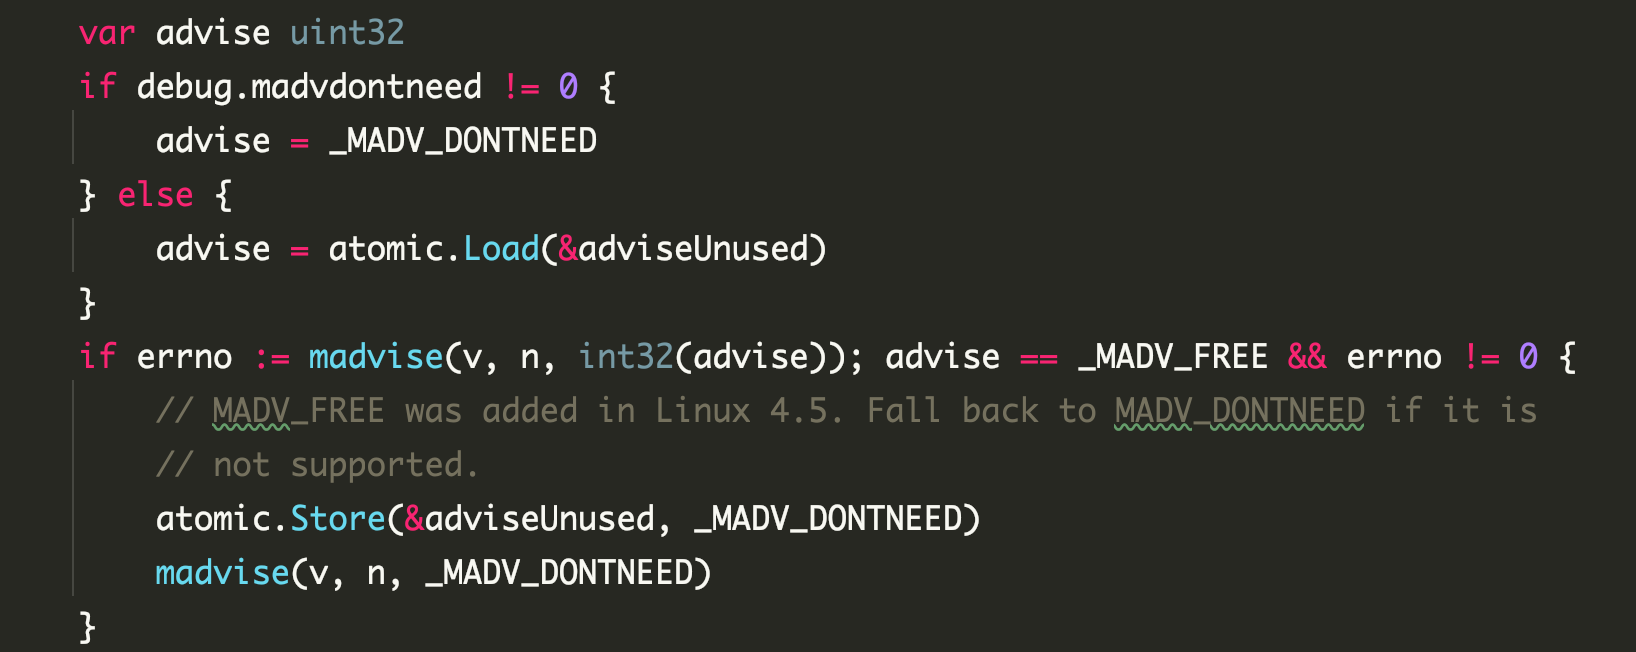 var advise uint32
if debug.madvdontneed != 0 {
    advise = _MADV_DONTNEED
} else {
    advise = atomic.Load(&adviseUnused)
}
if errno := madvise(v, n, int32(advise)); advise == _MADV_FREE && errno != 0 {
    // MADV_FREE was added in Linux 4.5. Fall back to MADV_DONTNEED if it is
    // not supported.
    atomic.Store(&adviseUnused, _MADV_DONTNEED)
    madvise(v, n, _MADV_DONTNEED)
}